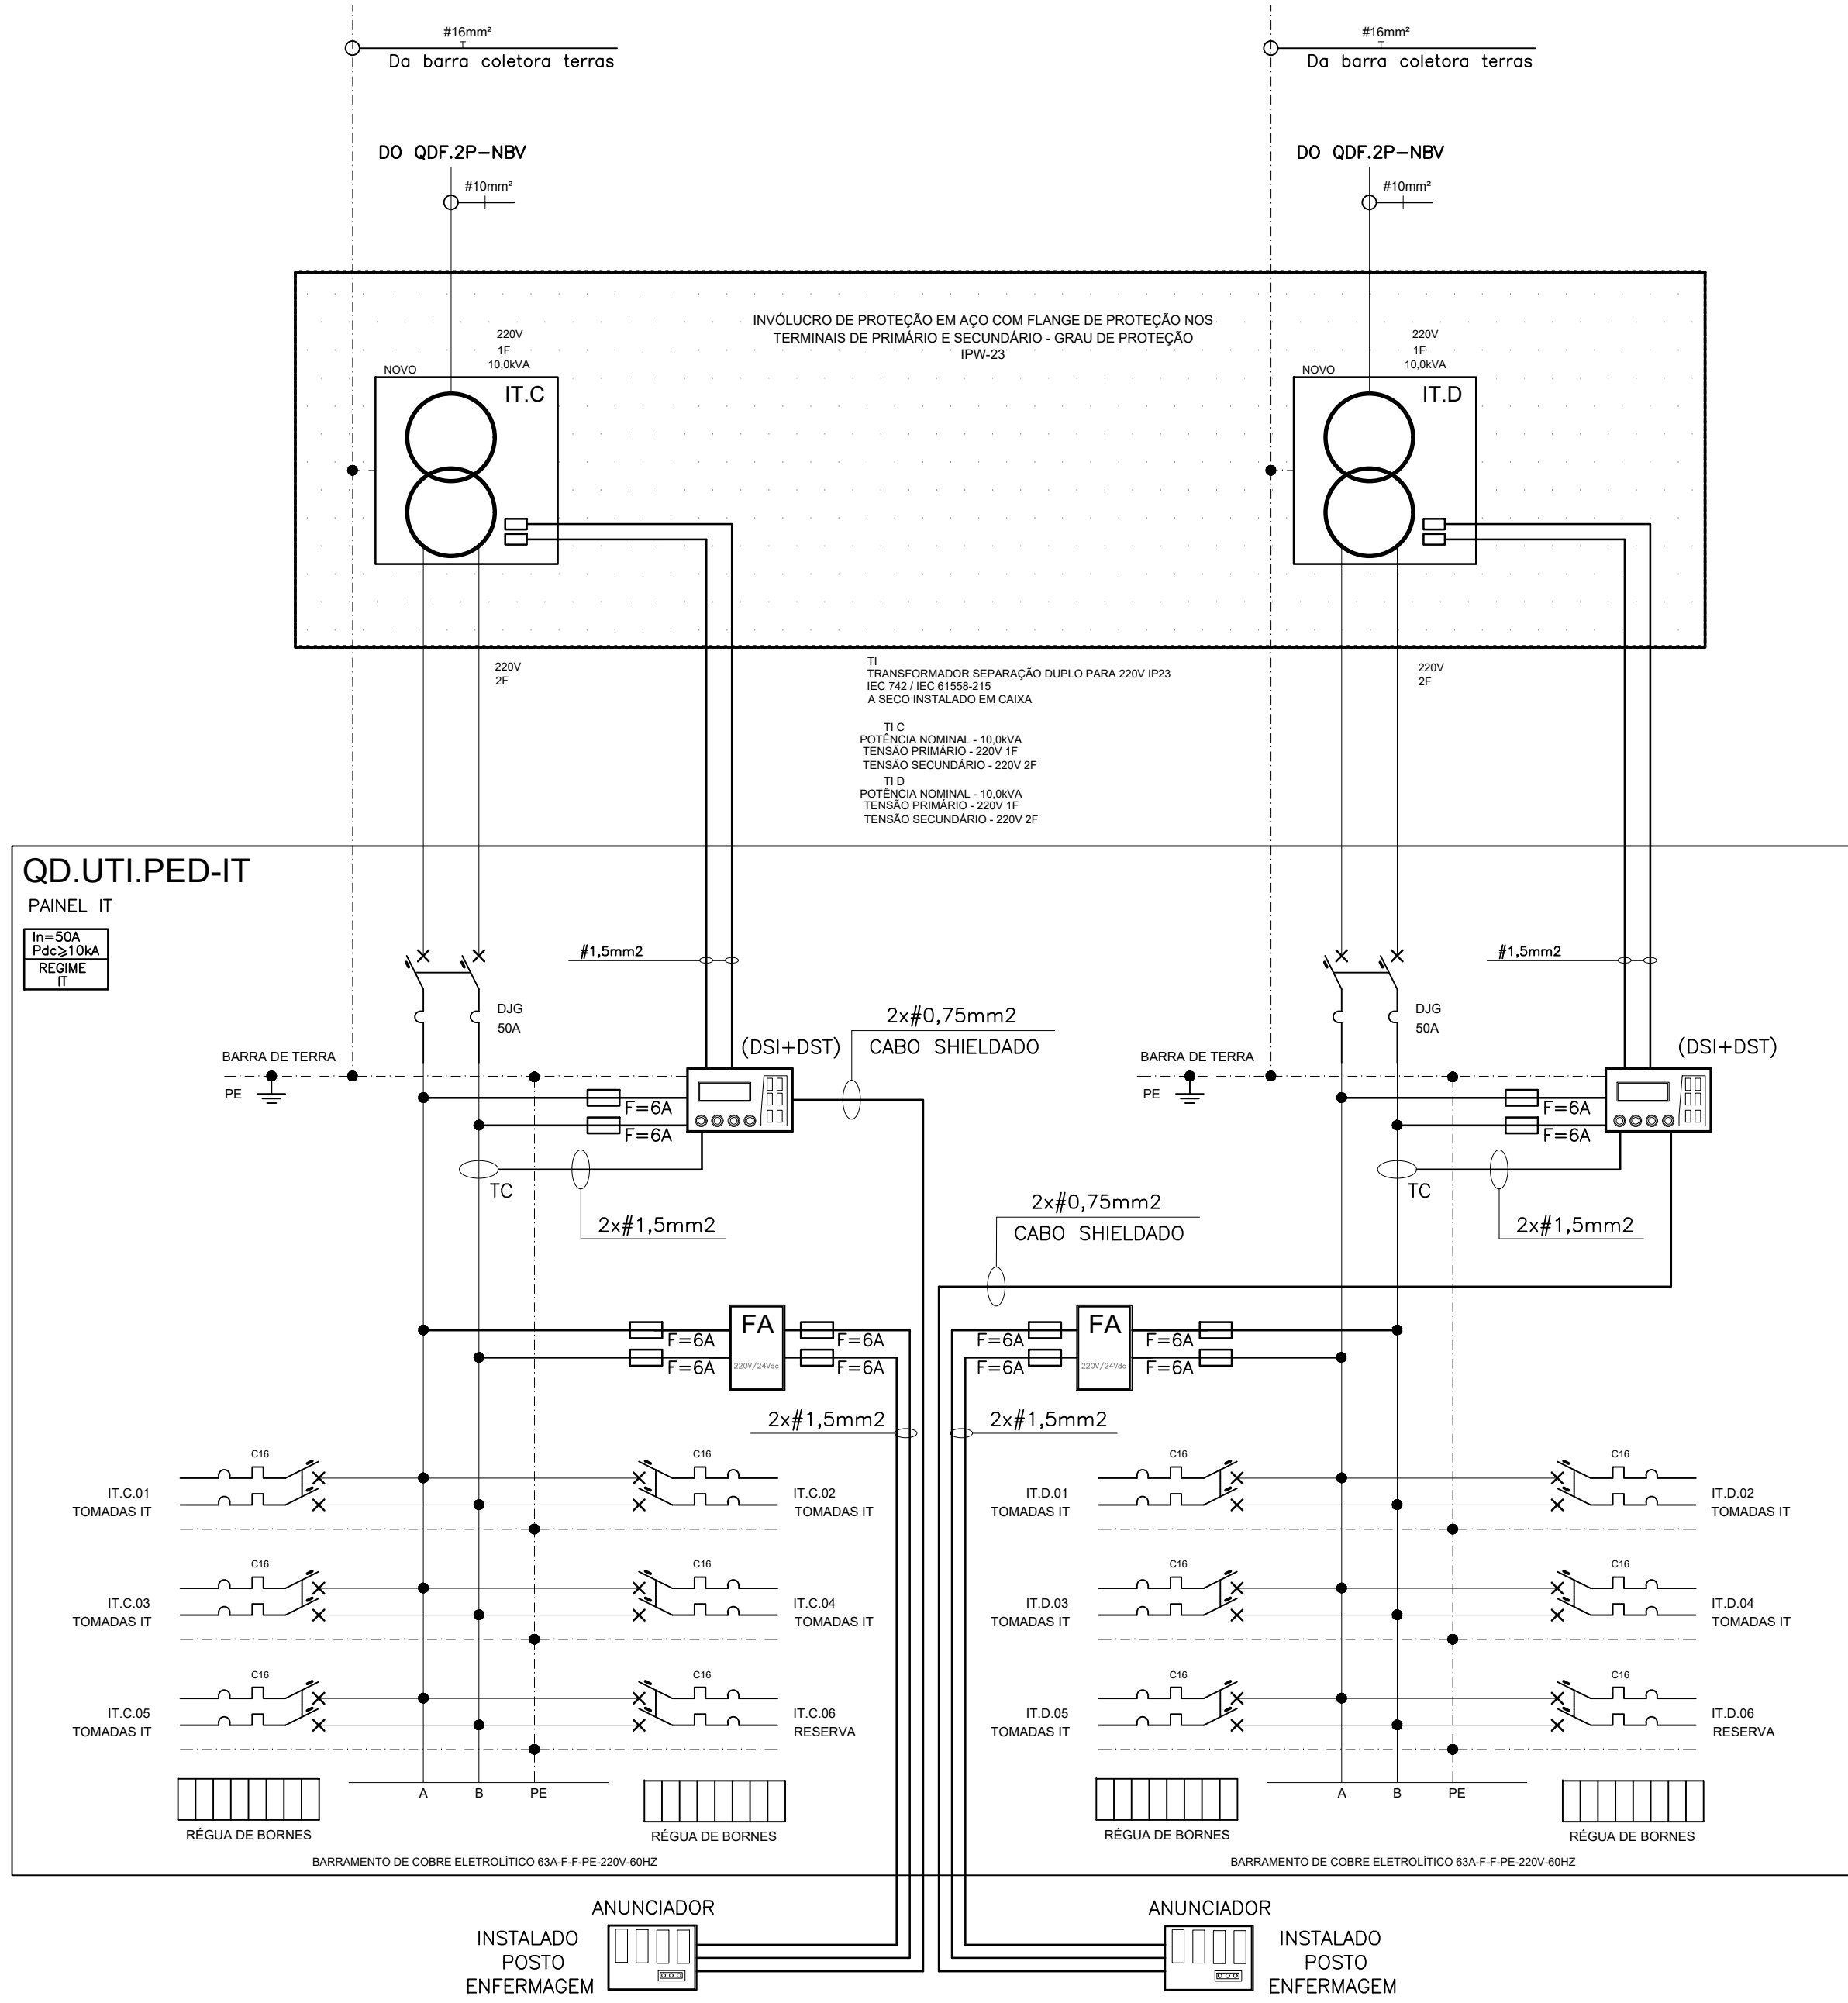 #16mm²
Da barra coletora terras
#16mm²
Da barra coletora terras
DO QDF.2P-NBV
#10mm²
DO QDF.2P-NBV
#10mm²
INVÓLUCRO DE PROTEÇÃO EM AÇO COM FLANGE DE PROTEÇÃO NOS
TERMINAIS DE PRIMÁRIO E SECUNDÁRIO - GRAU DE PROTEÇÃO
IPW-23
220V
1F
10,0kVA
NOVO
IT.C
220V
1F
10,0kVA
NOVO
IT.D
220V
2F
TI
TRANSFORMADOR SEPARAÇÃO DUPLO PARA 220V IP23
IEC 742 / IEC 61558-215
A SECO INSTALADO EM CAIXA
TI C
POTÊNCIA NOMINAL - 10,0kVA
TENSÃO PRIMÁRIO - 220V 1F
TENSÃO SECUNDÁRIO - 220V 2F
TI D
POTÊNCIA NOMINAL - 10,0kVA
TENSÃO PRIMÁRIO - 220V 1F
TENSÃO SECUNDÁRIO - 220V 2F
220V
2F
QD.UTI.PED-IT
PAINEL IT
In=50A
Pdc≥10kA
REGIME
IT
#1,5mm2
DJG
50A
2x#0,75mm2
CABO SHIELDADO
(DSI+DST)
BARRA DE TERRA
PE
F=6A
F=6A
TC
2x#1,5mm2
#1,5mm2
DJG
50A
(DSI+DST)
BARRA DE TERRA
PE
F=6A
F=6A
TC
2x#1,5mm2
2x#0,75mm2
CABO SHIELDADO
FA
220V/24Vdc
F=6A
F=6A
F=6A
F=6A
2x#1,5mm2
FA
220V/24Vdc
F=6A
F=6A
F=6A
F=6A
2x#1,5mm2
C16
IT.C.01
TOMADAS IT
C16
IT.C.02
TOMADAS IT
C16
IT.C.03
TOMADAS IT
C16
IT.C.04
TOMADAS IT
C16
IT.C.05
TOMADAS IT
C16
IT.C.06
RESERVA
A
B
PE
RÉGUA DE BORNES
RÉGUA DE BORNES
BARRAMENTO DE COBRE ELETROLÍTICO 63A-F-F-PE-220V-60HZ
C16
IT.D.01
TOMADAS IT
C16
IT.D.02
TOMADAS IT
C16
IT.D.03
TOMADAS IT
C16
IT.D.04
TOMADAS IT
C16
IT.D.05
TOMADAS IT
C16
IT.D.06
RESERVA
A
B
PE
RÉGUA DE BORNES
RÉGUA DE BORNES
BARRAMENTO DE COBRE ELETROLÍTICO 63A-F-F-PE-220V-60HZ
ANUNCIADOR
INSTALADO
POSTO
ENFERMAGEM
ANUNCIADOR
INSTALADO
POSTO
ENFERMAGEM